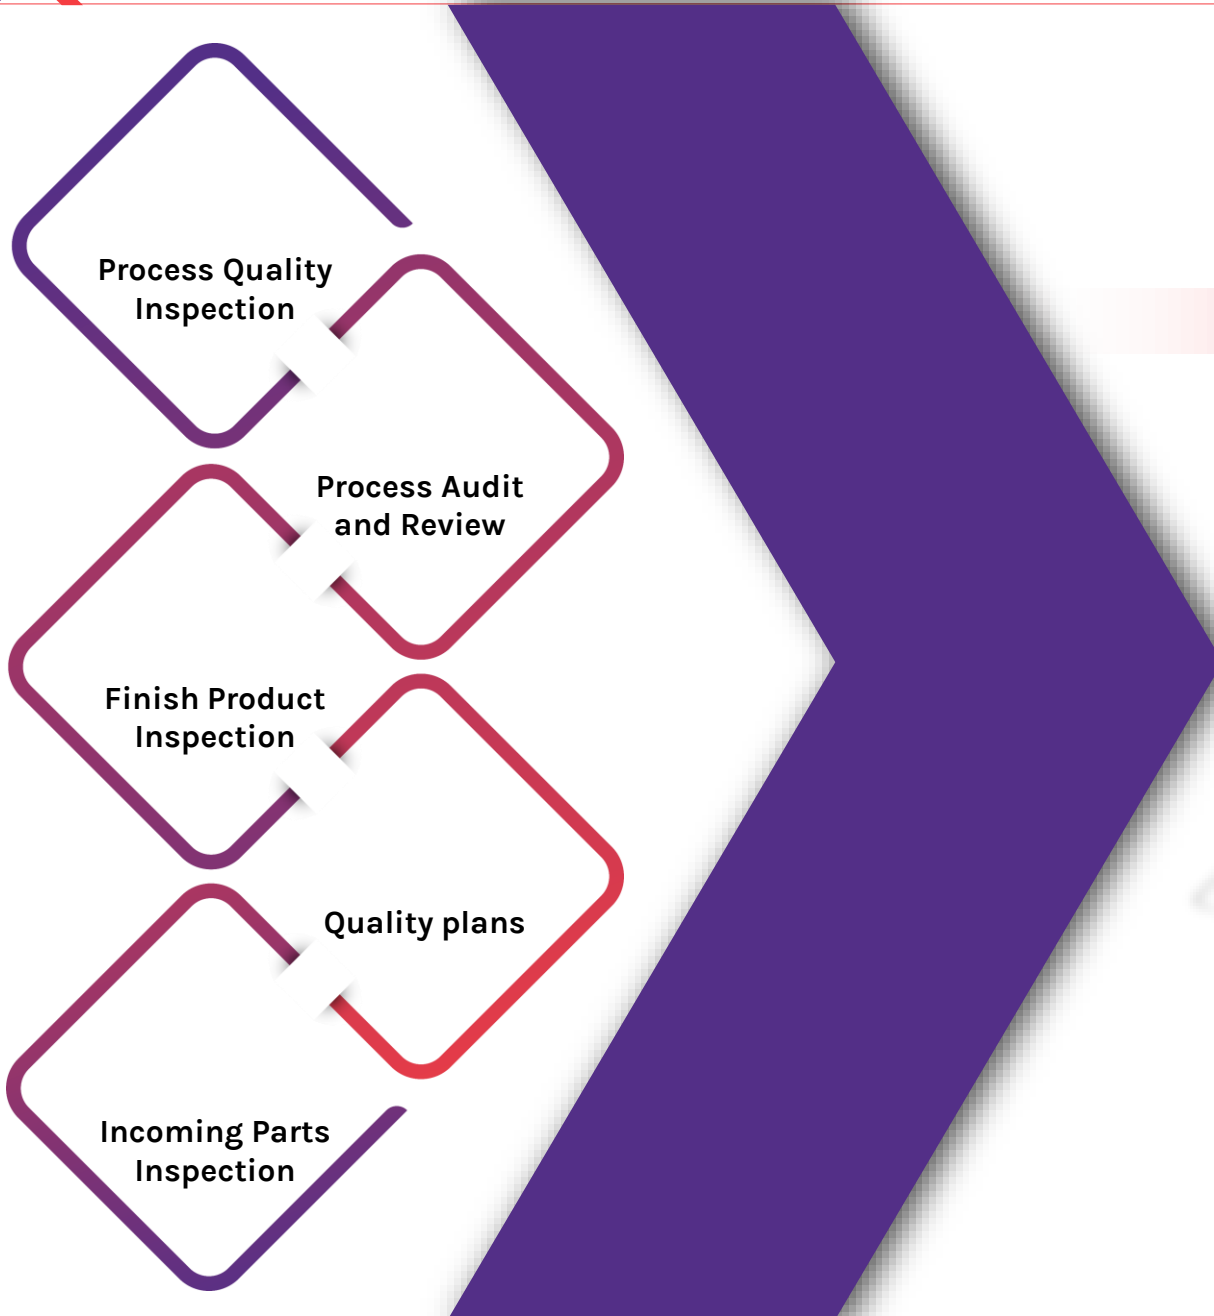 Process Quality
Inspection
Process Audit
and Review
Finish Product
Inspection
Quality plans
Incoming Parts
Inspection